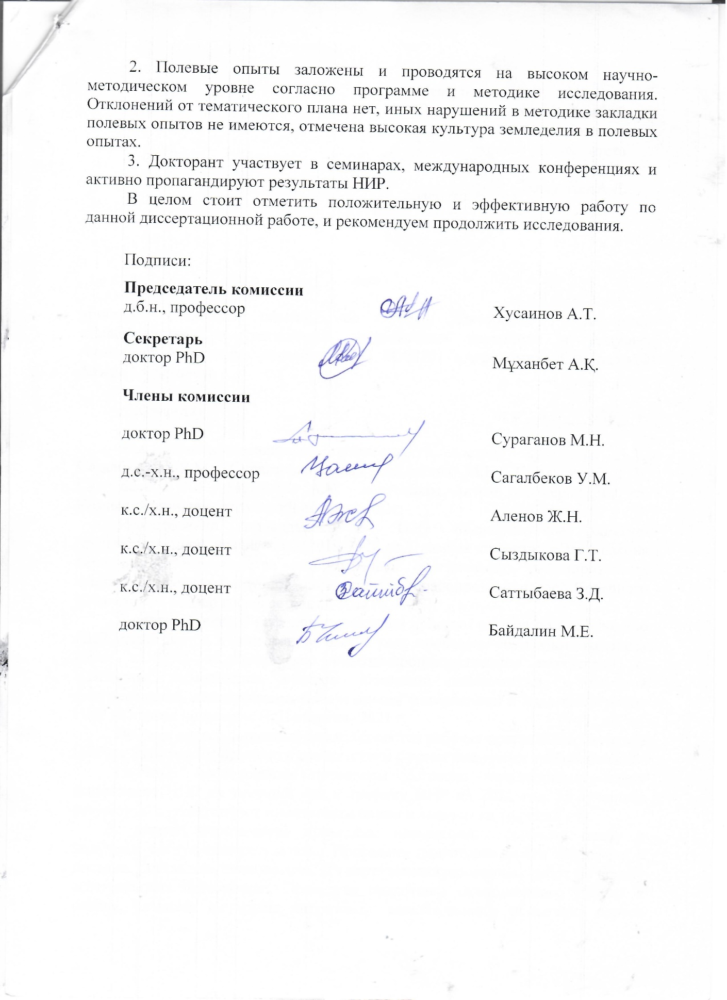 2. Полевые опыты заложены и проводятся на высоком научно-
методическом уровне согласно программе и методике исследования.
Отклонений от тематического плана нет, иных нарушений в методике закладки
полевых опытов не имеются, отмечена высокая культура земледелия в полевых
опытах.
3. Докторант участвует в семинарах, международных конференциях и
активно пропагандируют результаты НИР.
В целом стоит отметить положительную и эффективную работу по
данной диссертационной работе, и рекомендуем продолжить исследования.
Подписи:
Председатель комиссии
д.б.н., профессор Хусаинов А.Т.
Секретарь
доктор PhD Мұханбет А.Қ.
Члены комиссии
доктор PhD Сураганов М.Н.
д.с.-х.н., профессор Сагалбеков У.М.
к.с./х.н., доцент Аленов Ж.Н.
к.с./х.н., доцент Сыздыкова Г.Т.
к.с./х.н., доцент Саттыбаева З.Д.
доктор PhD Байдалин М.Е.